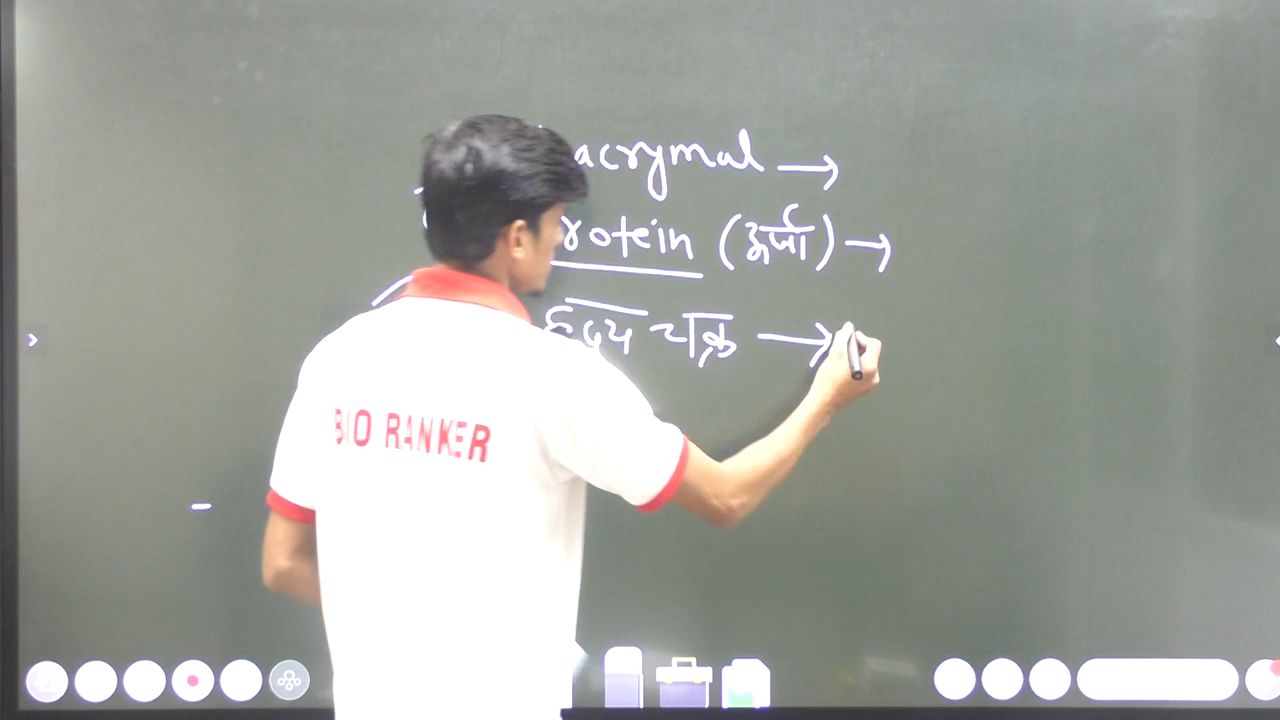 acrymal →
rotein (ऊर्जा) →
हृदय चक्र →
BIO RANKER